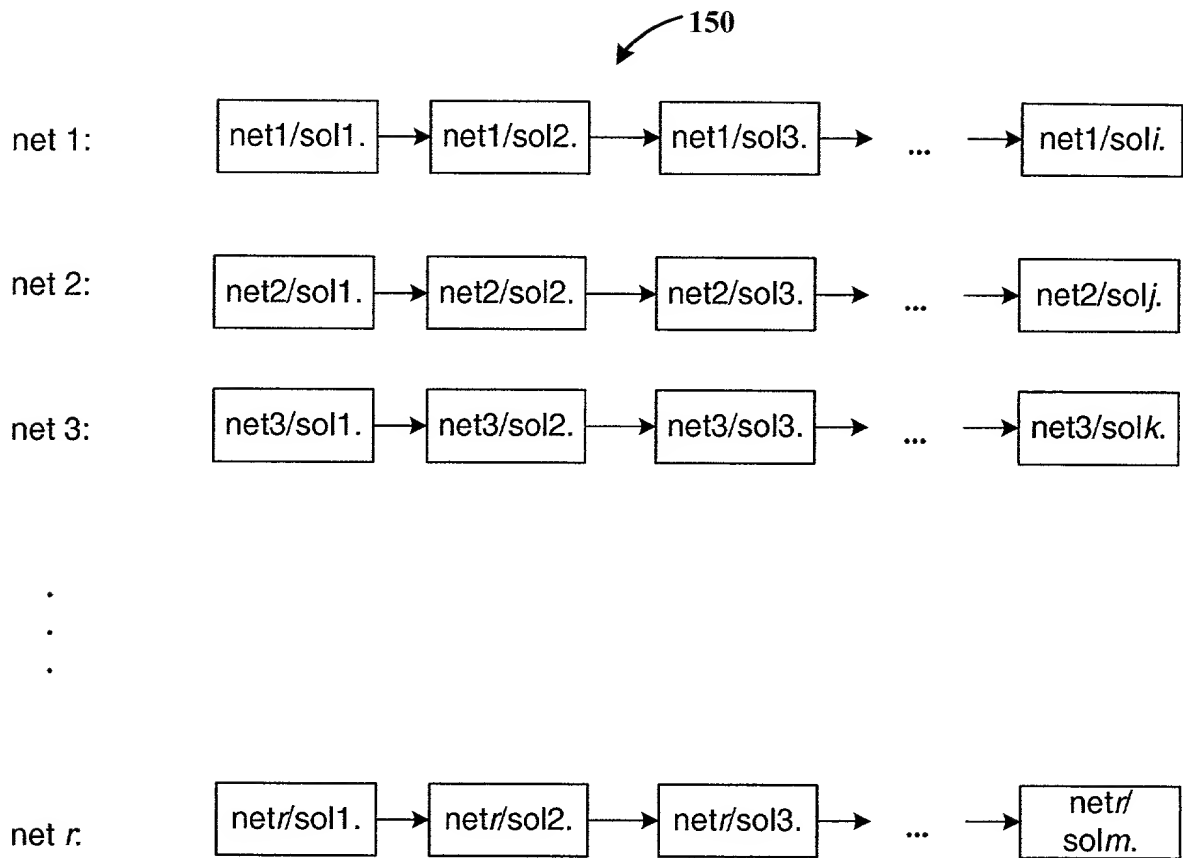 150
net 1: net1/sol1. net1/sol2. net1/sol3. ... net1/soli.
net 2: net2/sol1. net2/sol2. net2/sol3. ... net2/solj.
net 3: net3/sol1. net3/sol2. net3/sol3. ... net3/solk.
.
.
.
net r: netr/sol1. netr/sol2. netr/sol3. ... netr/
solm.